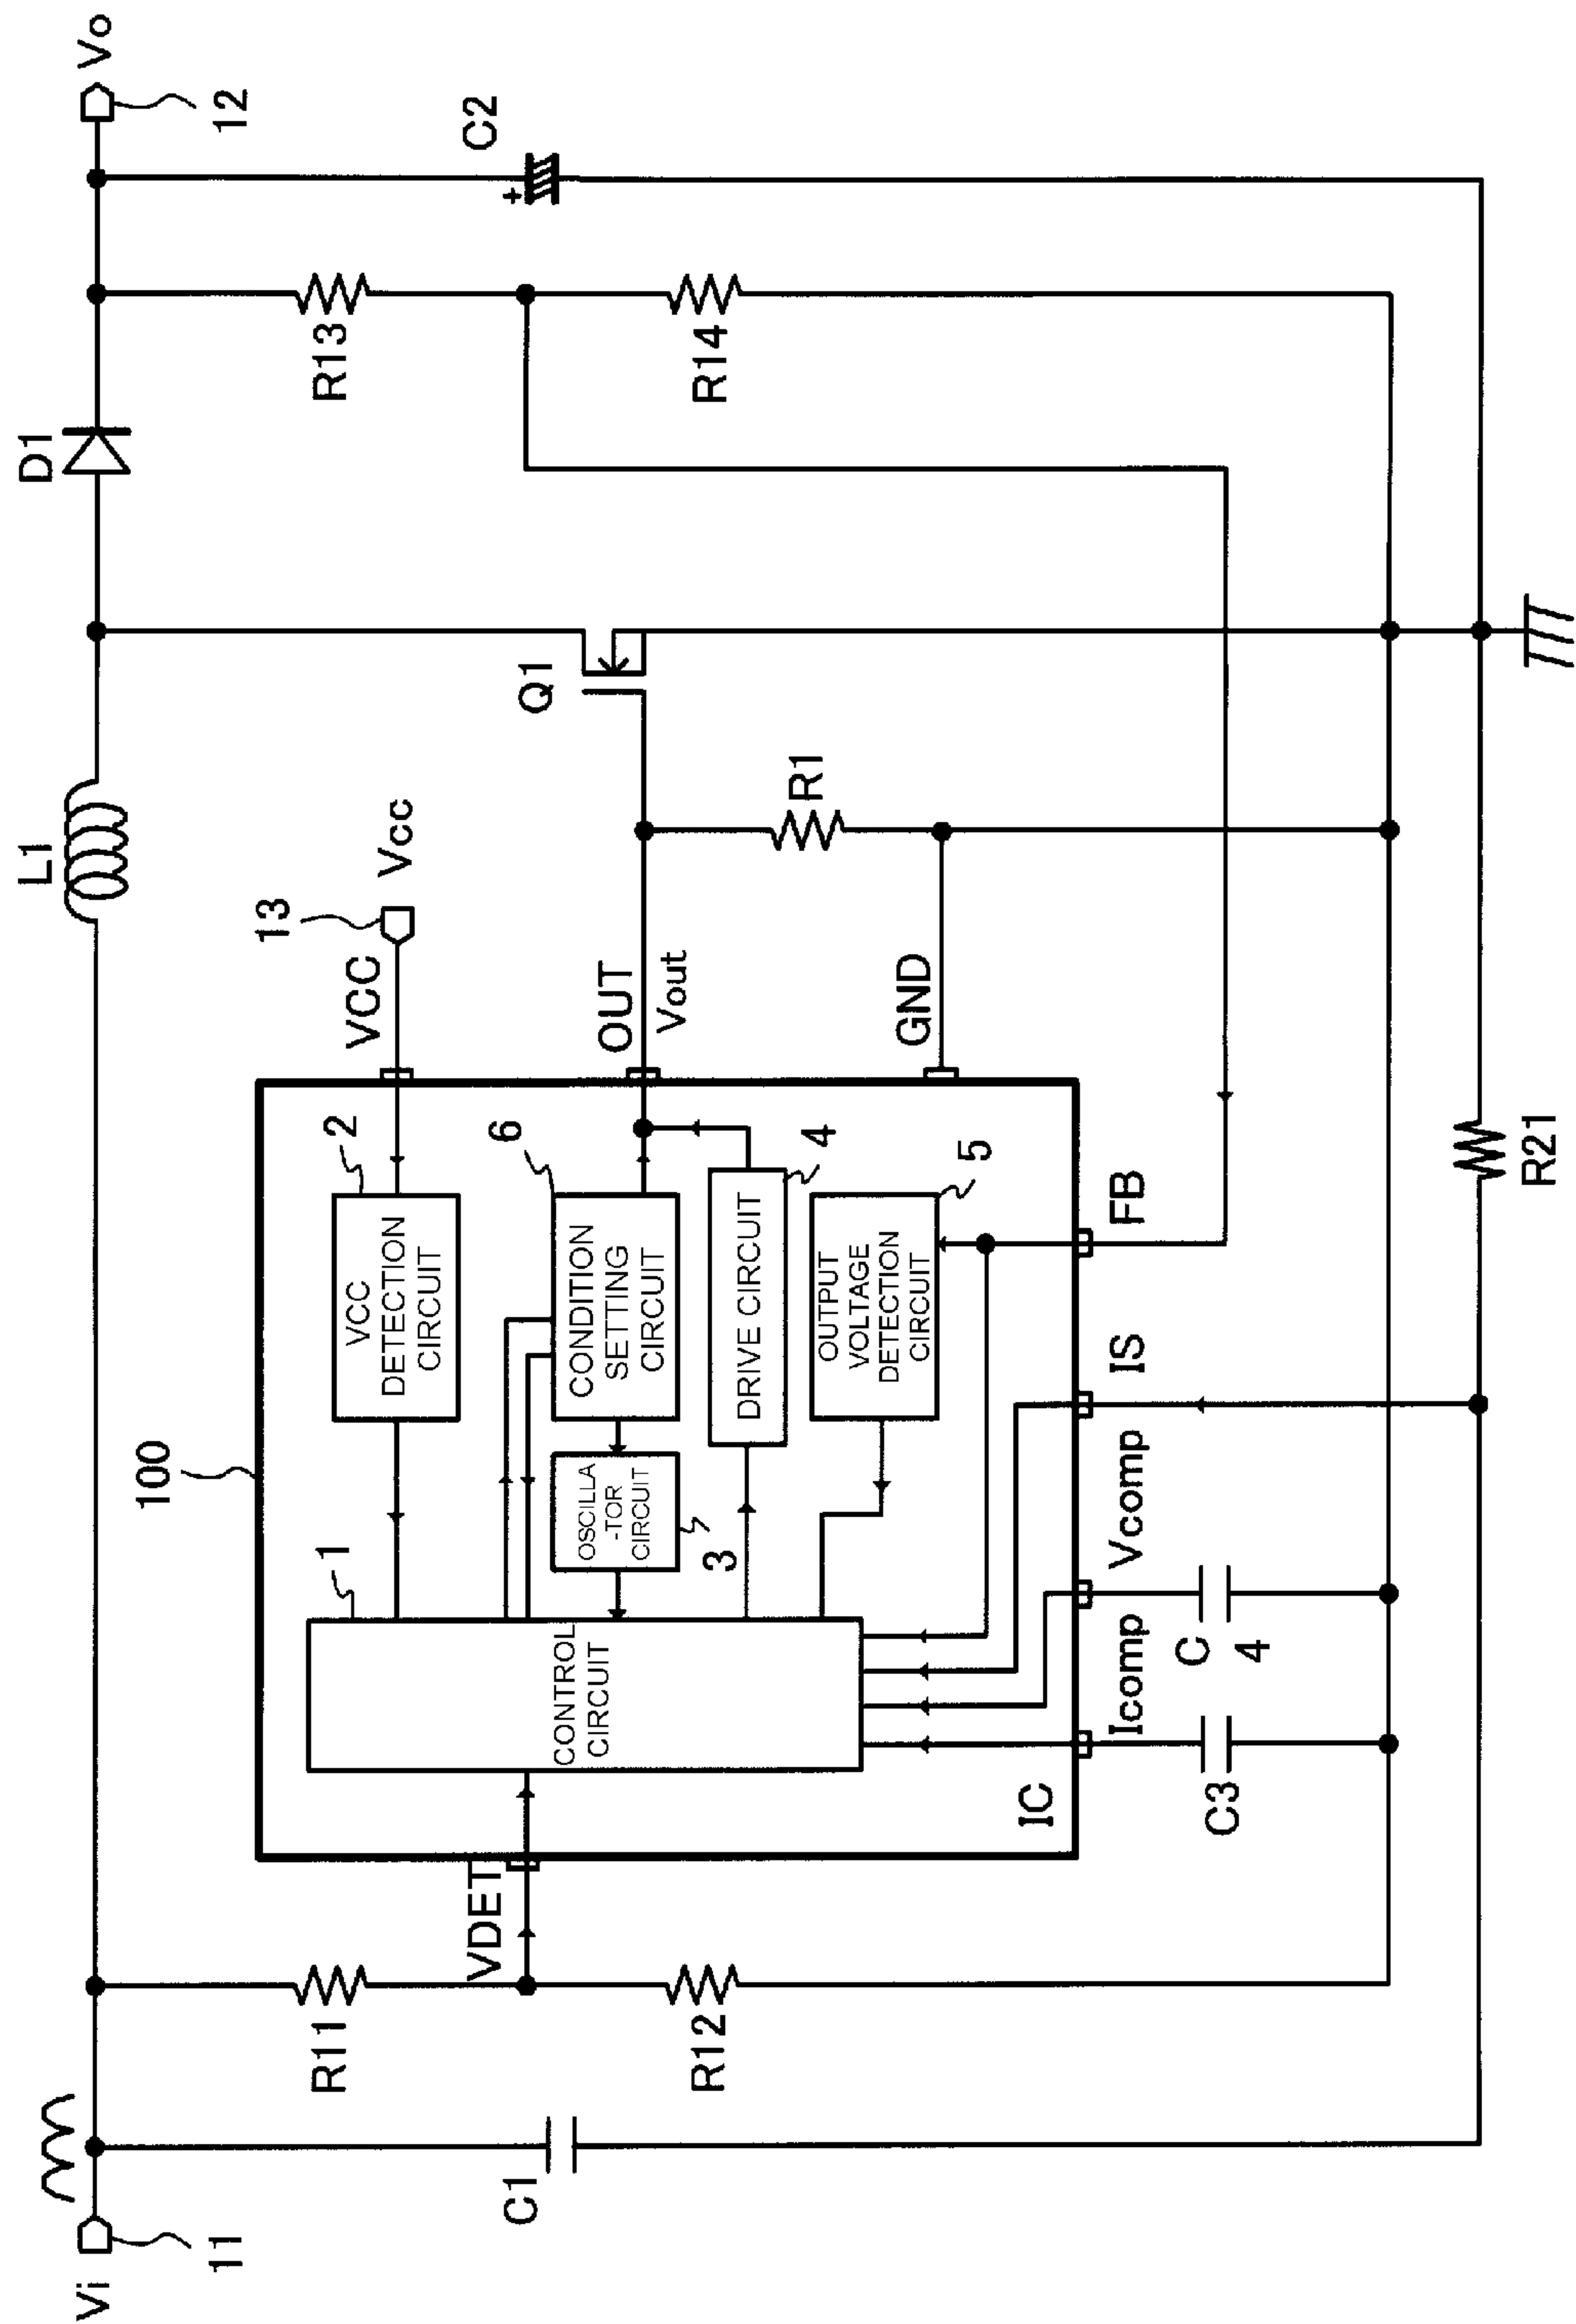 L1
D1
Vo
12
Vi
11
13
Vcc
VCC
100
1
2
VCC
DETECTION
CIRCUIT
6
CONDITION
SETTING
CIRCUIT
OSCILLA
-TOR
CIRCUIT
3
DRIVE CIRCUIT
4
OUTPUT
VOLTAGE
DETECTION
CIRCUIT
5
CONTROL
CIRCUIT
VDET
OUT
Vout
GND
IC
Icomp
Vcomp
IS
FB
R11
R12
C1
C3
C
4
R1
Q1
R13
R14
C2
+
R21